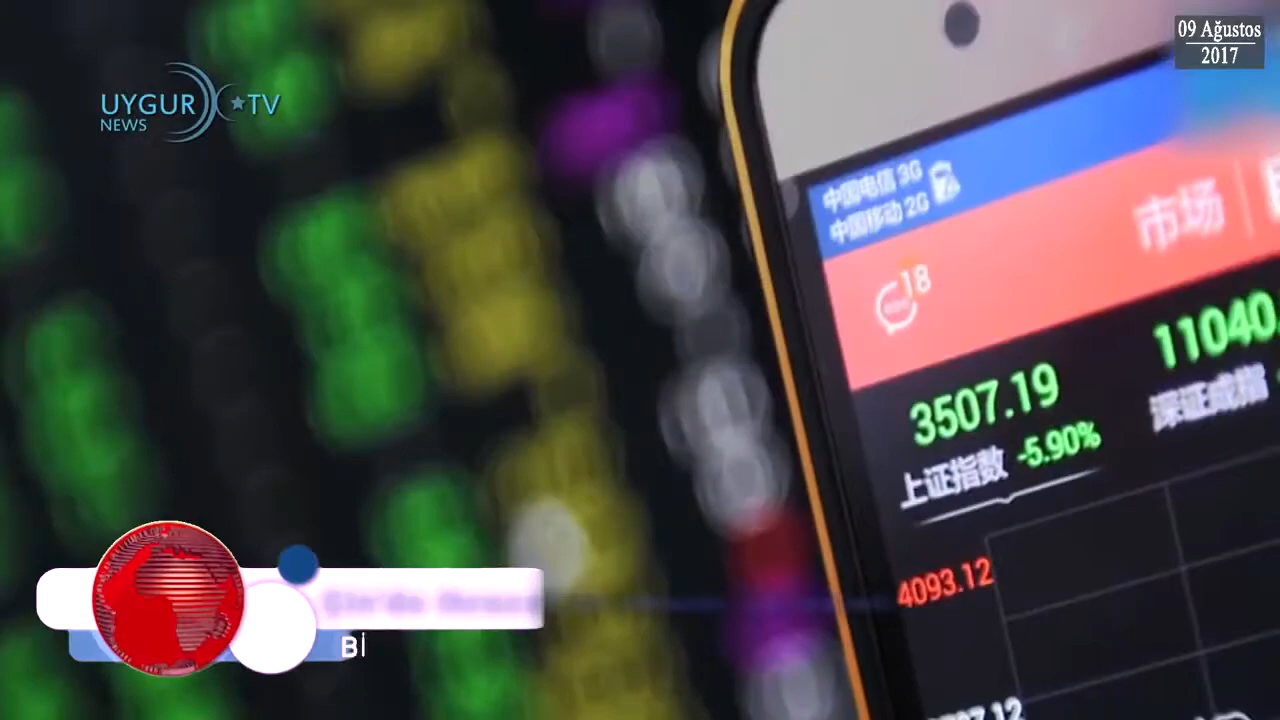 09 Ağustos
2017
UYGUR TV
NEWS
中国电信 3G
中国移动 2G
市场
18
3507.19
11040
上证指数 -5.90%
深证成指
4093.12
Bİ